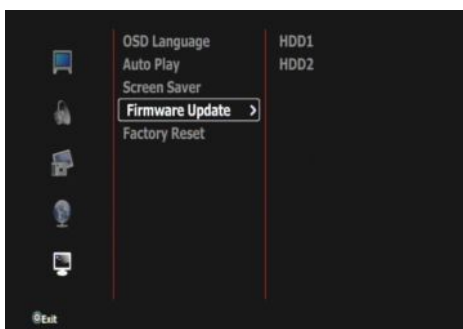 OSD Language
Auto Play
Screen Saver
Firmware Update >
Factory Reset
HDD1
HDD2
Exit